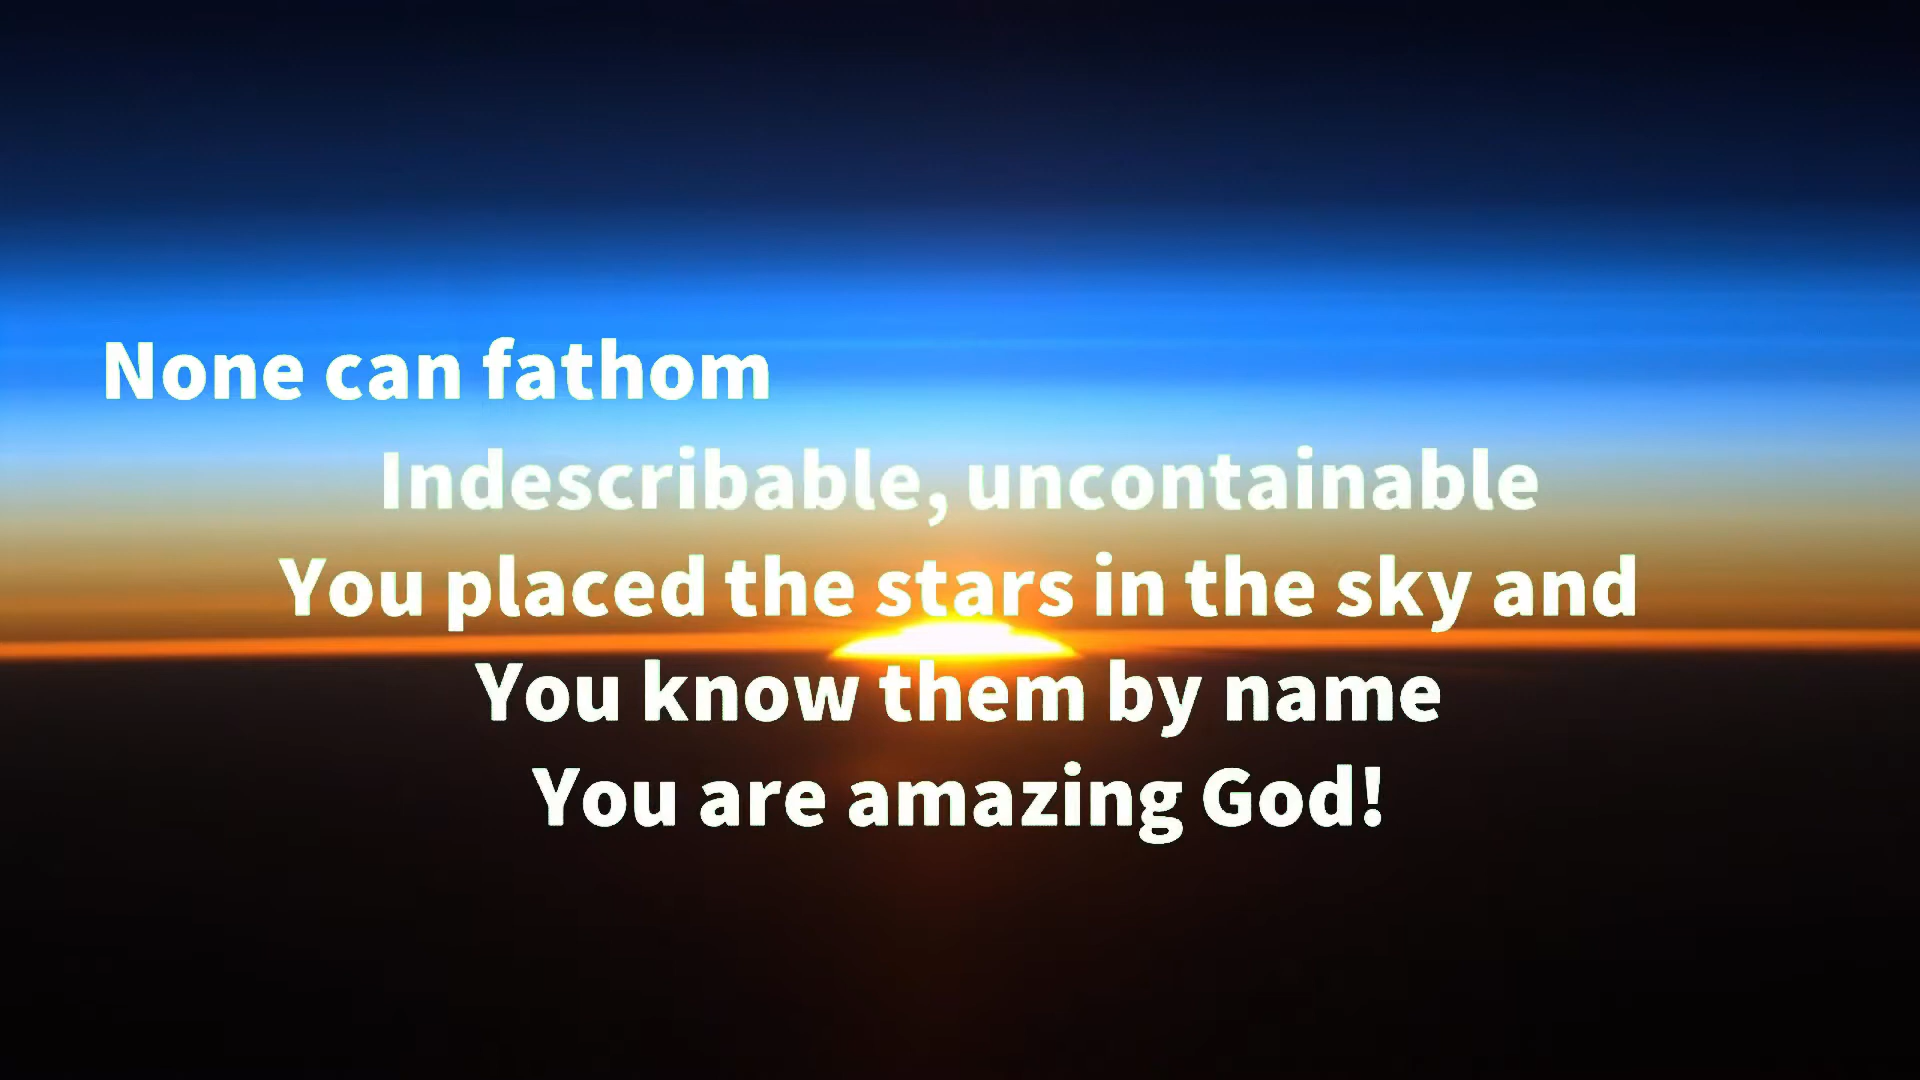 None can fathom
Indescribable, uncontainable
You placed the stars in the sky and
You know them by name
You are amazing God!